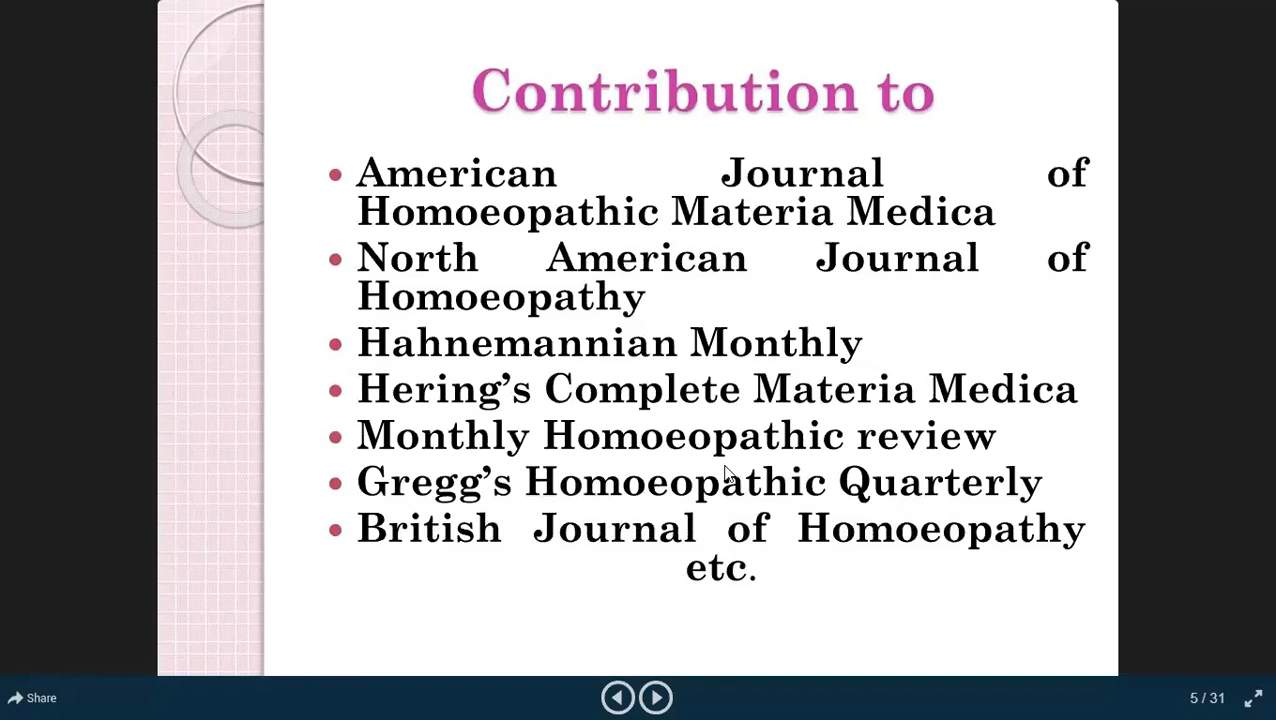 Contribution to
• American Journal of
Homoeopathic Materia Medica
• North American Journal of
Homoeopathy
• Hahnemannian Monthly
• Hering's Complete Materia Medica
• Monthly Homoeopathic review
• Gregg's Homoeopathic Quarterly
• British Journal of Homoeopathy
etc.
Share
5 / 31